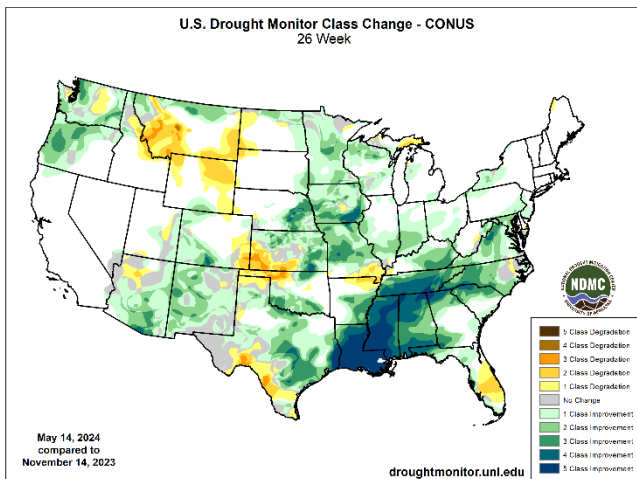 U.S. Drought Monitor Class Change - CONUS
26 Week
NDMC
5 Class Degradation
4 Class Degradation
3 Class Degradation
2 Class Degradation
1 Class Degradation
No Change
1 Class Improvement
2 Class Improvement
3 Class Improvement
4 Class Improvement
5 Class Improvement
May 14, 2024
compared to
November 14, 2023
droughtmonitor.unl.edu